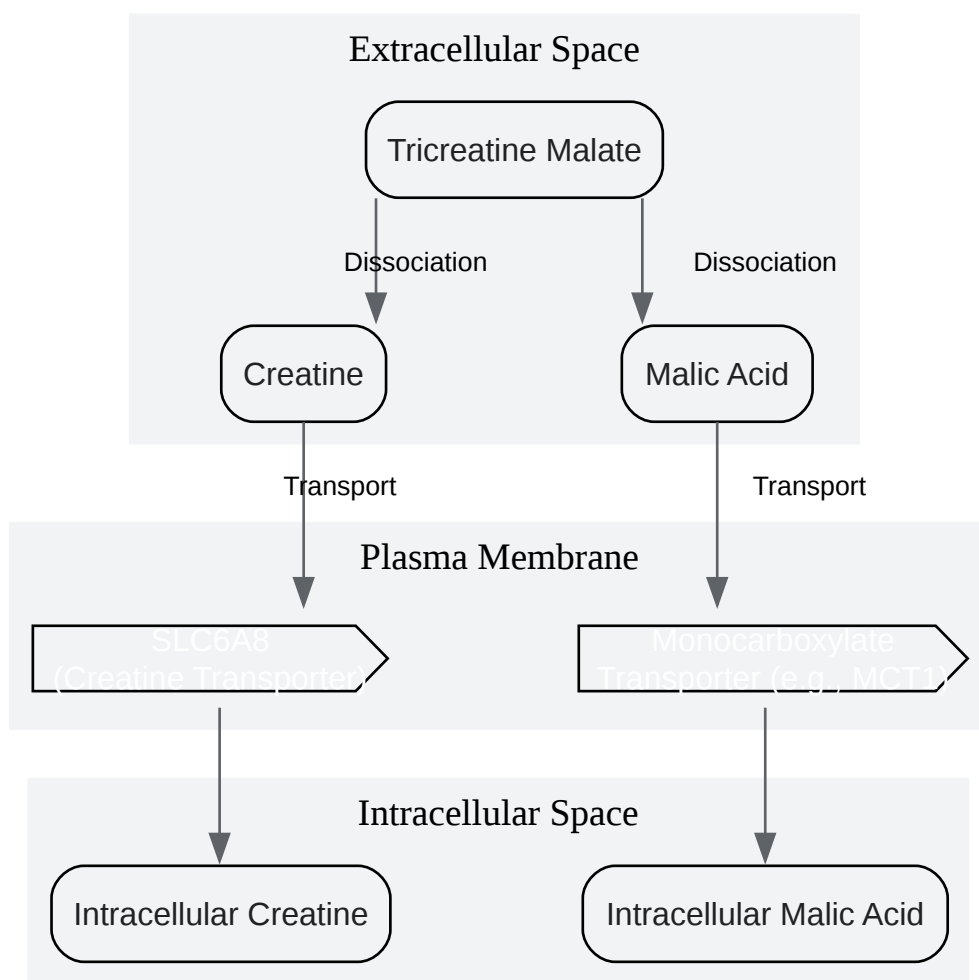 Extracellular Space
Tricreatine Malate
Dissociation
Dissociation
Creatine
Malic Acid
Transport
Transport
Plasma Membrane
SLC6A8
(Creatine Transporter)
Monocarboxylate
Transporter (e.g., MCT1)
Intracellular Space
Intracellular Creatine
Intracellular Malic Acid